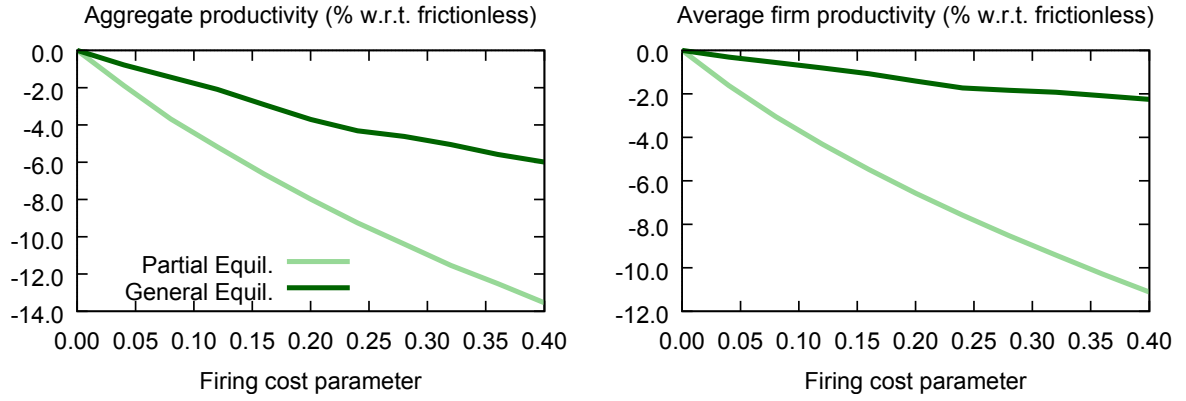 Aggregate productivity (% w.r.t. frictionless)
0.0
-2.0
-4.0
-6.0
-8.0
-10.0
-12.0
-14.0
Partial Equil.
General Equil.
0.00 0.05 0.10 0.15 0.20 0.25 0.30 0.35 0.40
Firing cost parameter
Average firm productivity (% w.r.t. frictionless)
0.0
-2.0
-4.0
-6.0
-8.0
-10.0
-12.0
0.00 0.05 0.10 0.15 0.20 0.25 0.30 0.35 0.40
Firing cost parameter